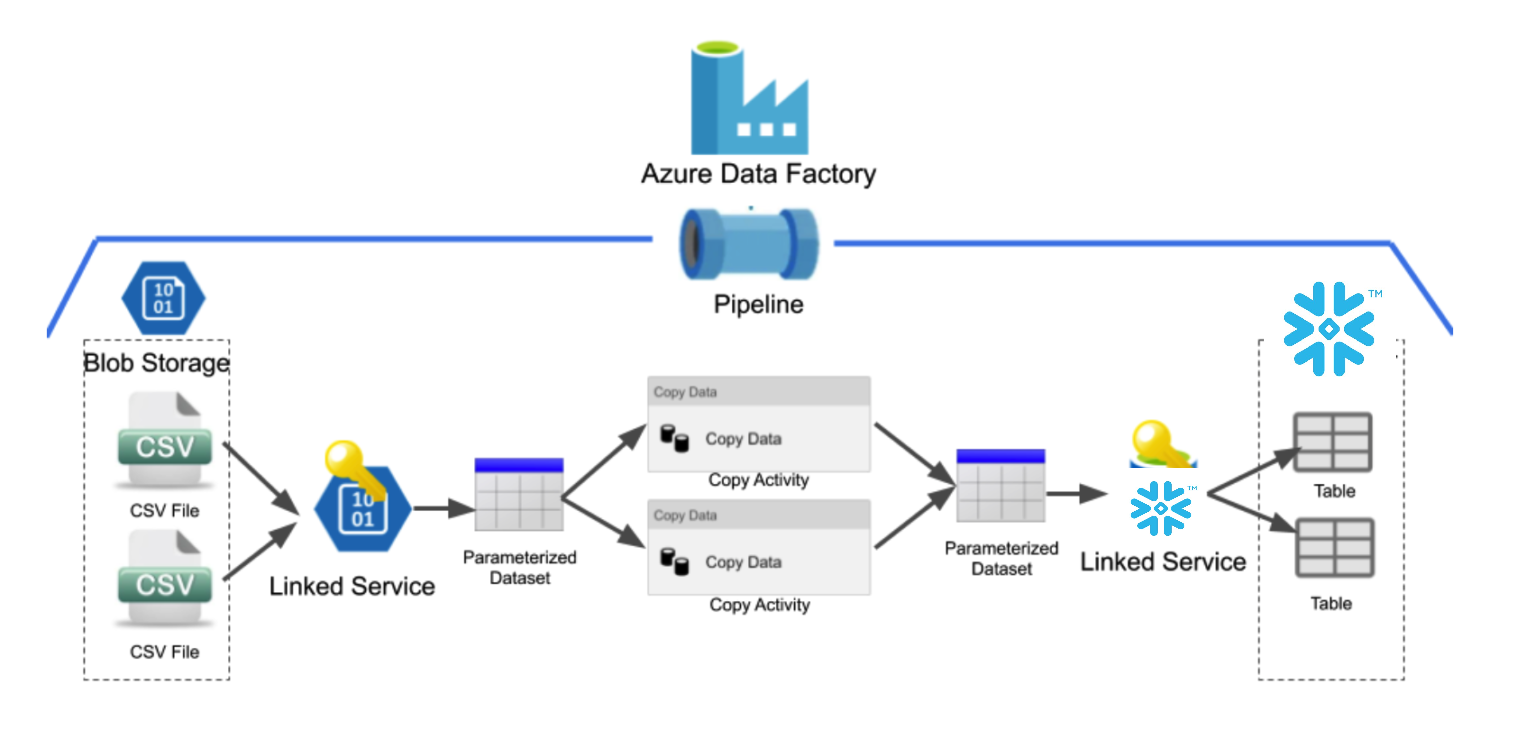 Azure Data Factory
Pipeline
10
01
Blob Storage
CSV
CSV File
CSV
CSV File
10
01
Linked Service
Parameterized
Dataset
Copy Data
Copy Data
Copy Activity
Copy Data
Copy Data
Copy Activity
Parameterized
Dataset
TM
Linked Service
TM
Table
Table